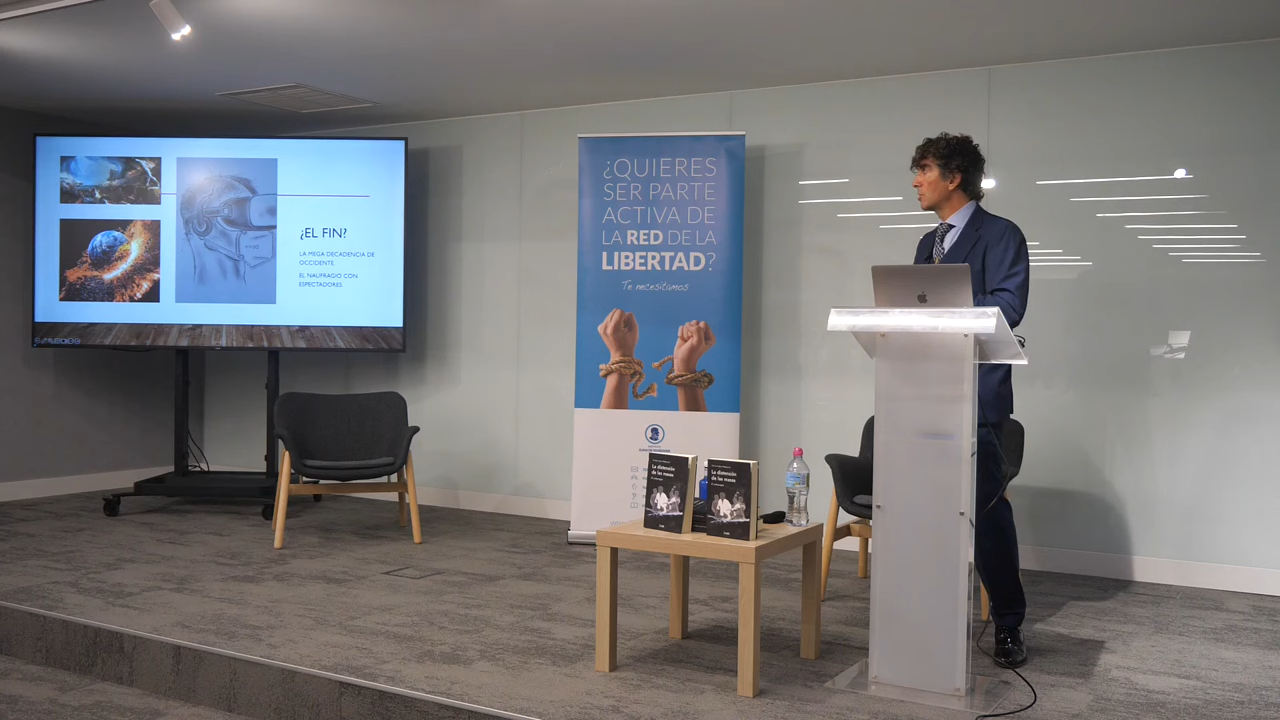 ¿EL FIN?
LA MEGA DECADENCIA DE
OCCIDENTE.
EL NAUFRAGIO CON
ESPECTADORES.
¿QUIERES
SER PARTE
ACTIVA DE
LA RED DE LA
LIBERTAD?
Te necesitamos
La distensión
de las masas
La distensión
de las masas